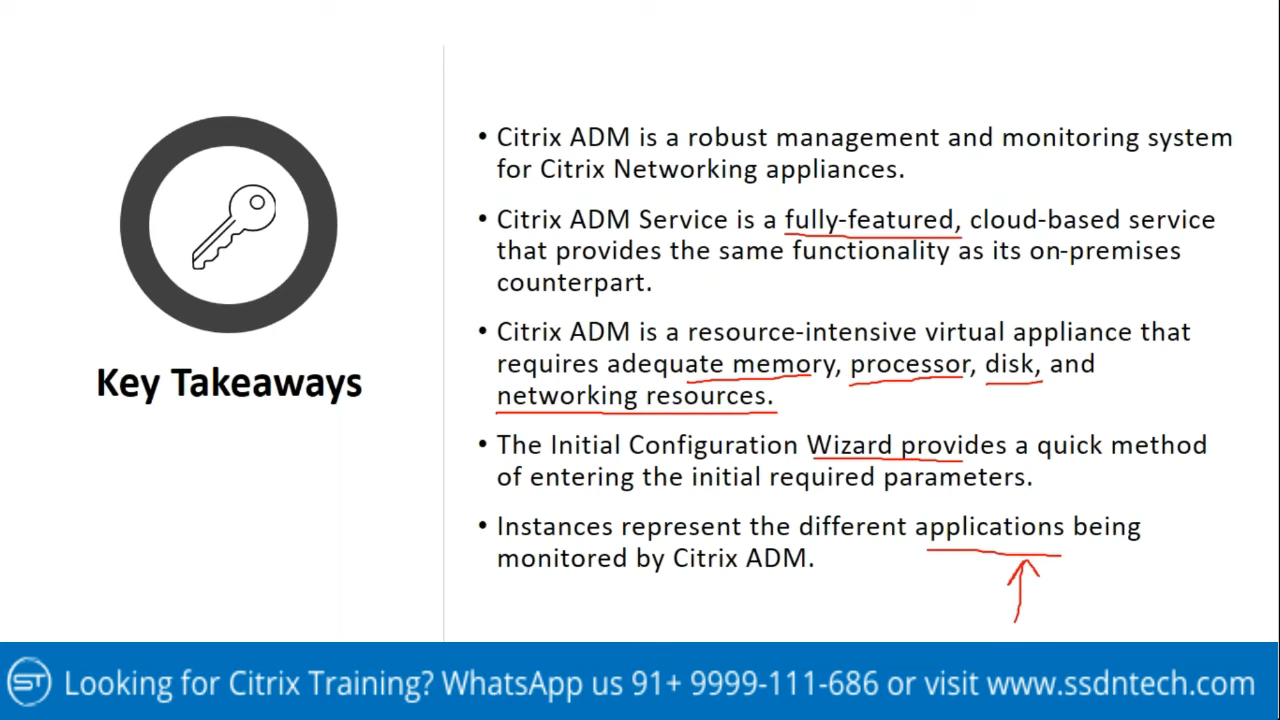 Key Takeaways
• Citrix ADM is a robust management and monitoring system
for Citrix Networking appliances.
• Citrix ADM Service is a fully-featured, cloud-based service
that provides the same functionality as its on-premises
counterpart.
• Citrix ADM is a resource-intensive virtual appliance that
requires adequate memory, processor, disk, and
networking resources.
• The Initial Configuration Wizard provides a quick method
of entering the initial required parameters.
• Instances represent the different applications being
monitored by Citrix ADM.
ST Looking for Citrix Training? WhatsApp us 91+ 9999-111-686 or visit www.ssdntech.com